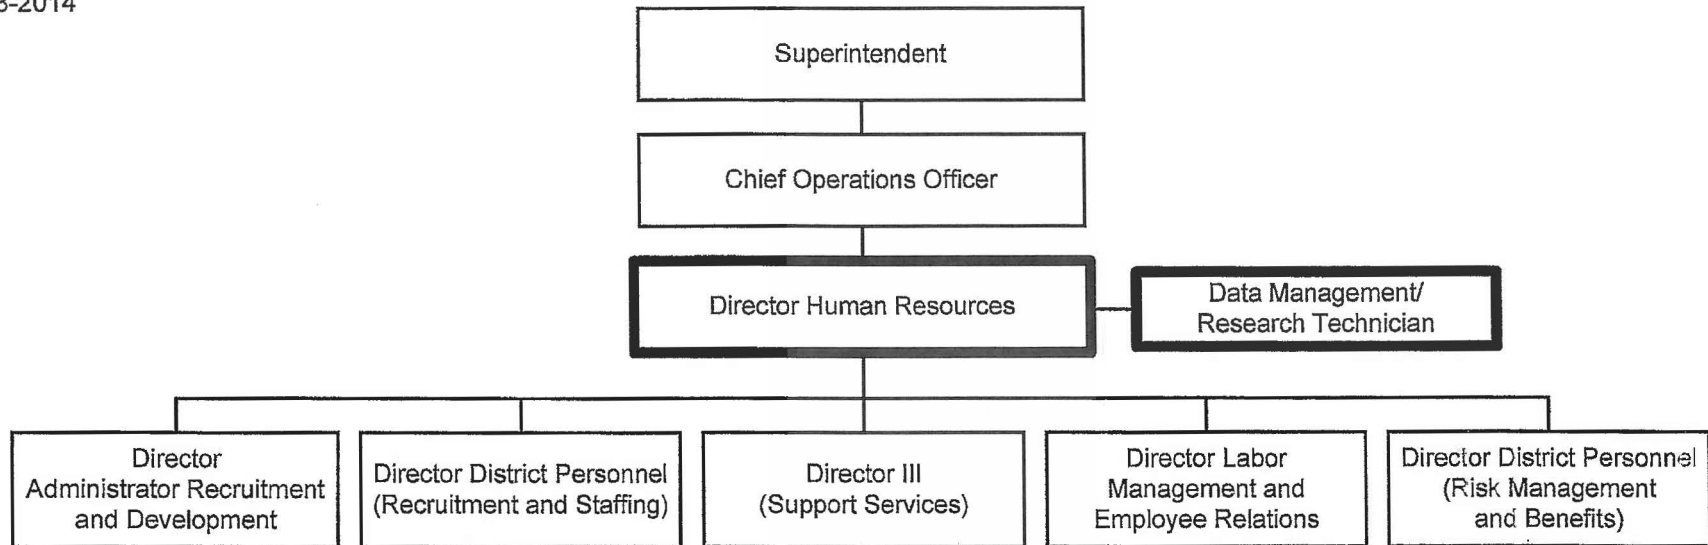 3-2014
Superintendent
Chief Operations Officer
Director Human Resources
Data Management/
Research Technician
Director
Administrator Recruitment
and Development
Director District Personnel
(Recruitment and Staffing)
Director III
(Support Services)
Director Labor
Management and
Employee Relations
Director District Personnel
(Risk Management
and Benefits)